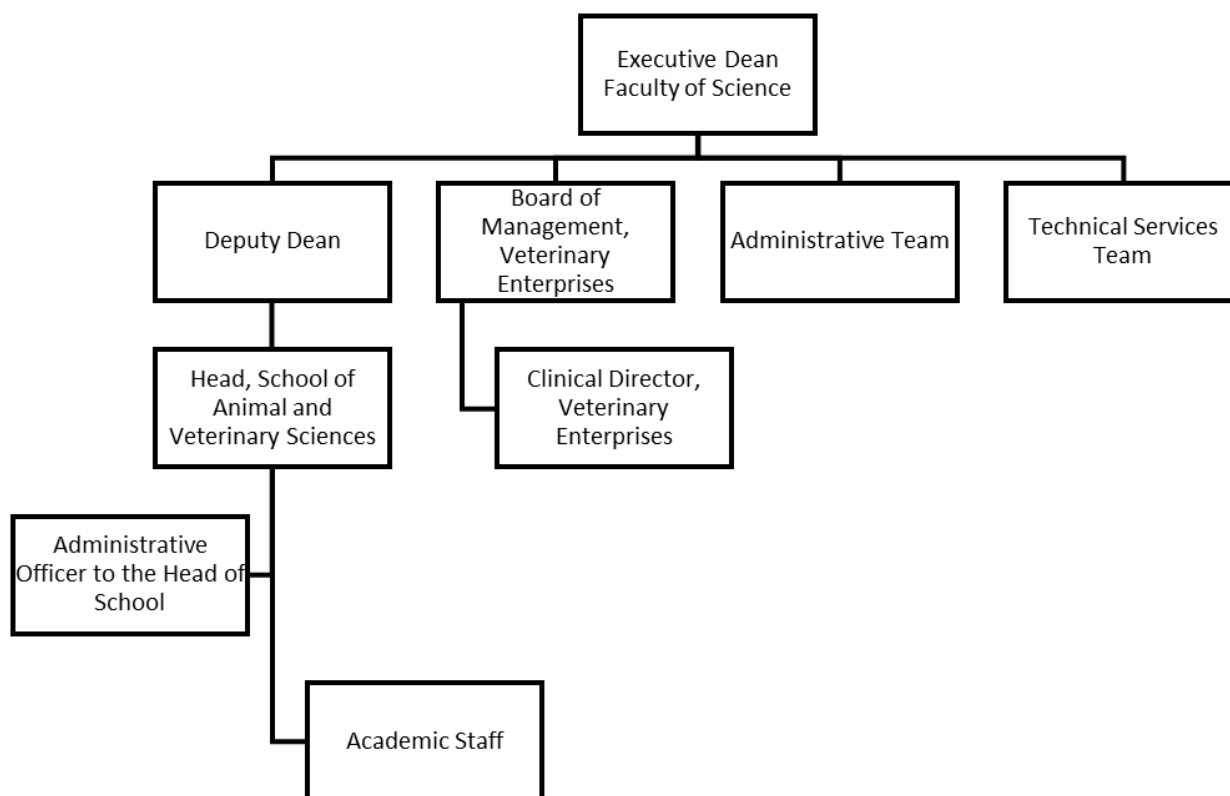 Executive Dean
Faculty of Science
Deputy Dean
Board of
Management,
Veterinary
Enterprises
Administrative Team
Technical Services
Team
Head, School of
Animal and
Veterinary Sciences
Clinical Director,
Veterinary
Enterprises
Administrative
Officer to the Head of
School
Academic Staff